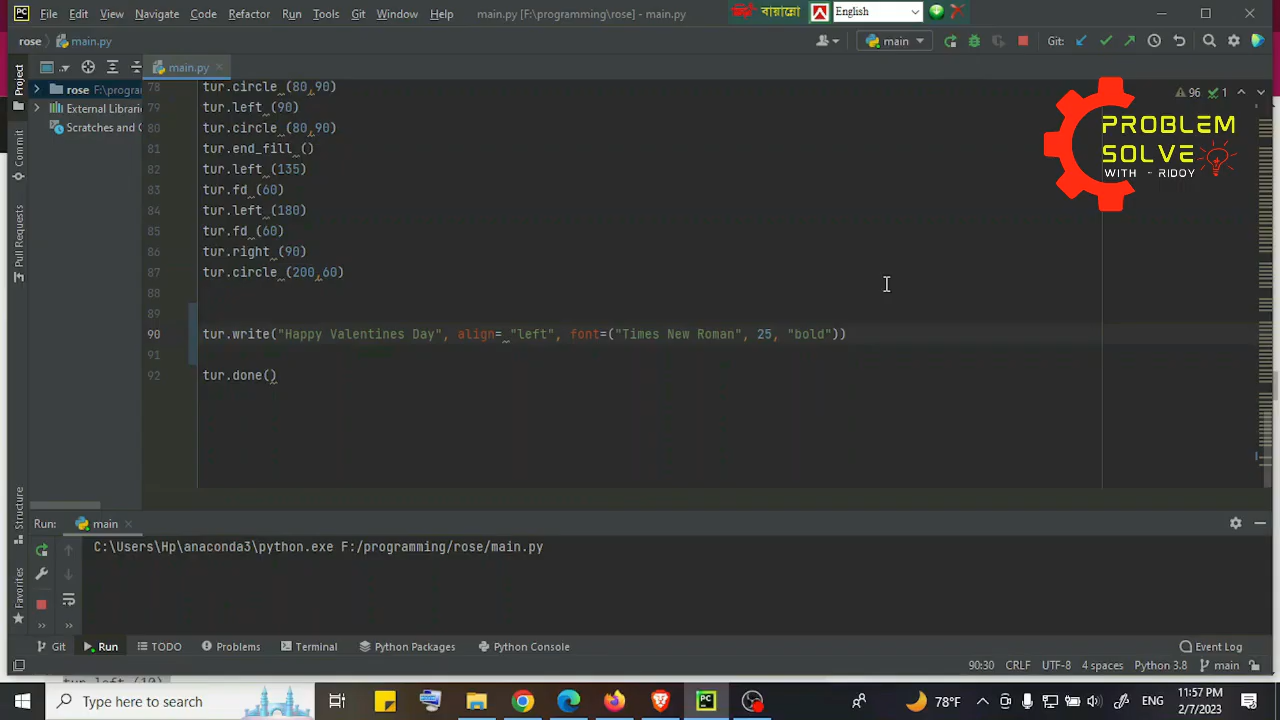 File Edit View Navigate Code Refactor Run Tools Git Window Help main.py [F:\programming\rose] - main.py
বায়ান্নো English
rose main.py
main Git:
main.py
Project
rose F:\program
External Librarie
Scratches and C
Commit
Pull Requests
Structure
Favorites
96 1
PROBLEM
SOLVE
WITH - RIDOY
78 tur.circle (80,90)
79 tur.left (90)
80 tur.circle (80,90)
81 tur.end_fill ()
82 tur.left (135)
83 tur.fd (60)
84 tur.left (180)
85 tur.fd (60)
86 tur.right (90)
87 tur.circle (200,60)
88
89
90 tur.write("Happy Valentines Day", align= "left", font=("Times New Roman", 25, "bold"))
91
92 tur.done()
Run: main
C:\Users\Hp\anaconda3\python.exe F:/programming/rose/main.py
Git Run TODO Problems Terminal Python Packages Python Console Event Log
90:30 CRLF UTF-8 4 spaces Python 3.8 main
tur.left (10)
Type here to search
78°F ENG
11:57 PM
2/7/2023